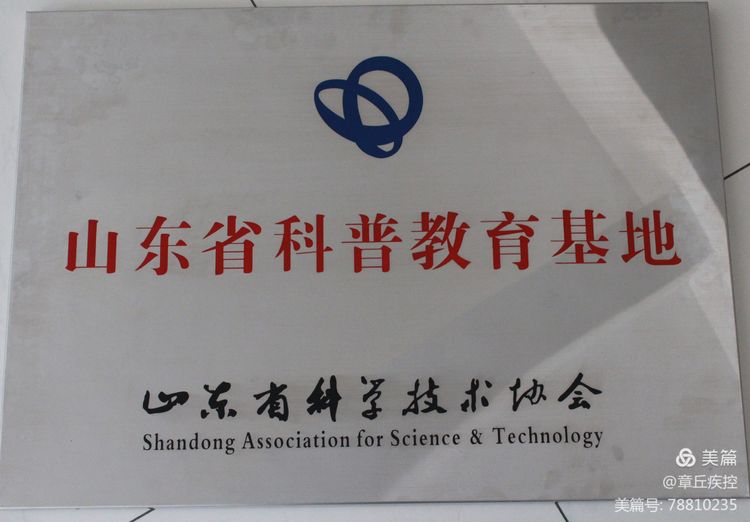 山东省科普教育基地
山东省科学技术协会
Shandong Association for Science & Technology
美篇
@章丘疾控
美篇号: 78810235